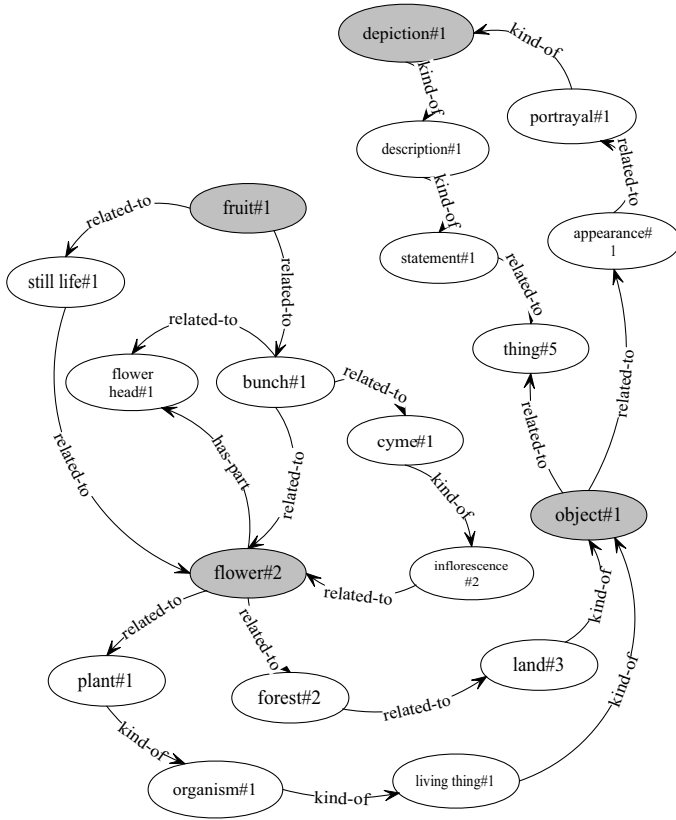 depiction#1
kind-of
kind-of
portrayal#1
description#1
related-to
kind-of
fruit#1
related-to
appearance#
1
statement#1
still life#1
related-to
related-to
related-to
thing#5
flower
head#1
bunch#1
related-to
related-to
cyme#1
related-to
has-part
related-to
related-to
kind-of
object#1
flower#2
inflorescence
#2
related-to
kind-of
related-to
related-to
land#3
plant#1
forest#2
kind-of
related-to
kind-of
organism#1
kind-of
living thing#1